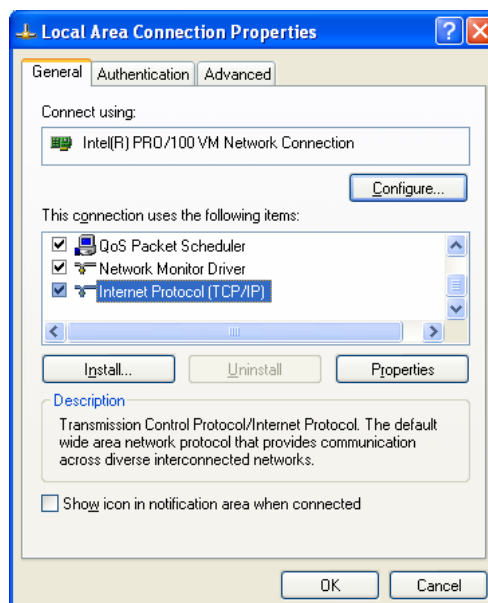 Local Area Connection Properties
General
Authentication
Advanced
Connect using:
Intel(R) PRO/100 VM Network Connection
Configure...
This connection uses the following items:
QoS Packet Scheduler
Network Monitor Driver
Internet Protocol (TCP/IP)
Install...
Uninstall
Properties
Description
Transmission Control Protocol/Internet Protocol. The default
wide area network protocol that provides communication
across diverse interconnected networks.
Show icon in notification area when connected
OK
Cancel